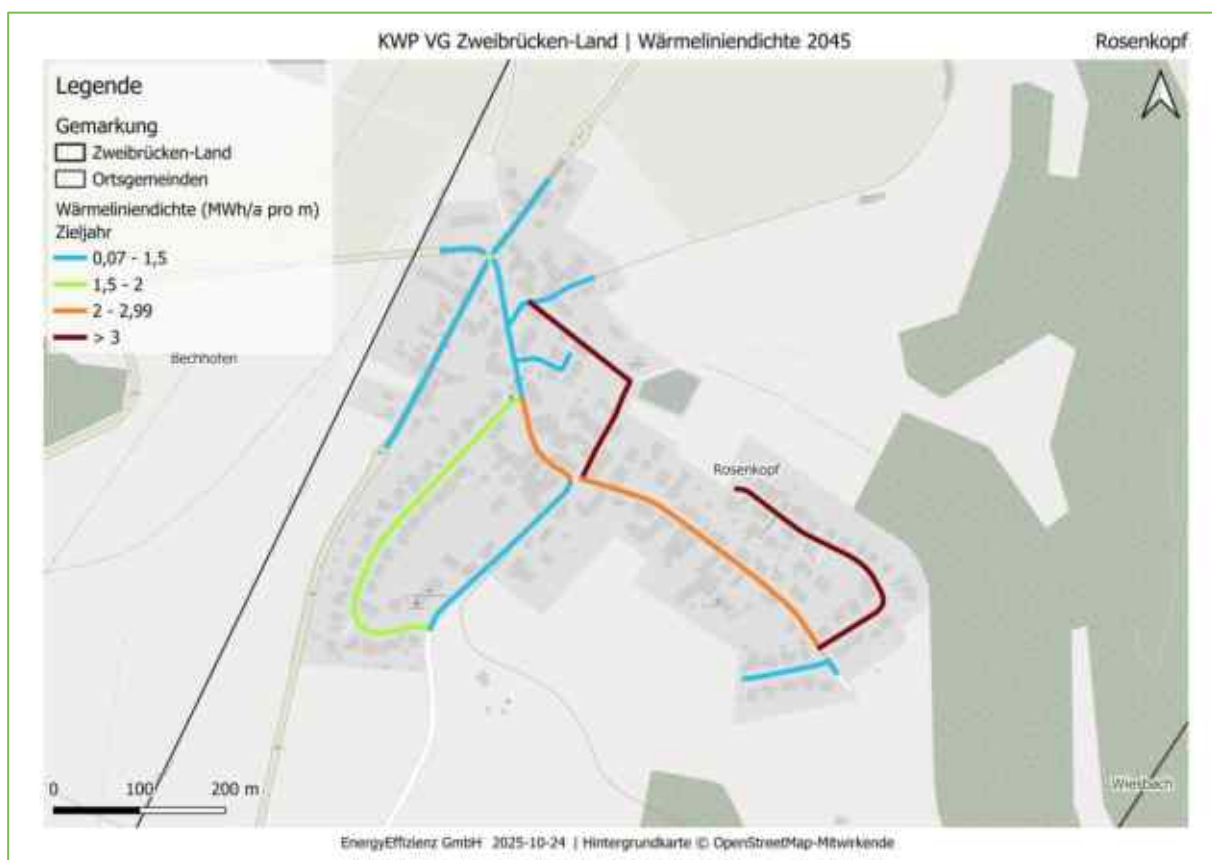 KWP VG Zweibrücken-Land | Wärmeliniendichte 2045
Rosenkopf
Legende
Gemarkung
Zweibrücken-Land
Ortsgemeinden
Wärmeliniendichte (MWh/a pro m)
Zieljahr
0,07 - 1,5
1,5 - 2
2 - 2,99
> 3
Bechhofen
Rosenkopf
Wiesbach
0 100 200 m
EnergyEffizienz GmbH 2025-10-24 | Hintergrundkarte © OpenStreetMap-Mitwirkende